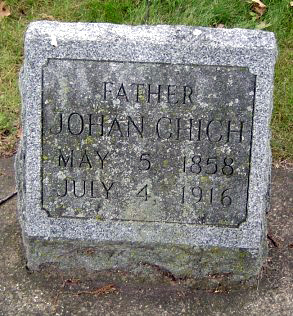 FATHER
JOHAN CHICH
MAY 5 1858
JULY 4, 1916